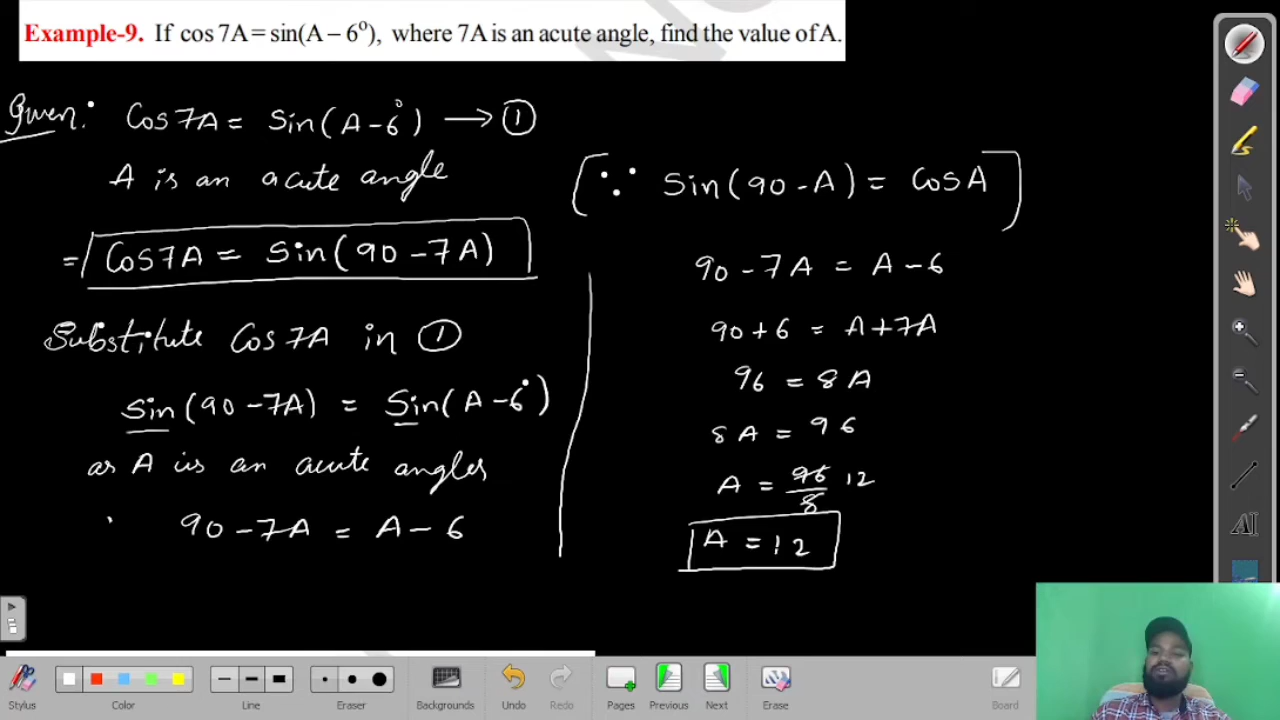 Example-9. If cos 7A = sin(A – 6°), where 7A is an acute angle, find the value of A.
Given: Cos7A = Sin(A-6°) → ①
A is an acute angle
= Cos7A = Sin(90-7A)
Substitute Cos7A in ①
Sin(90-7A) = Sin(A-6°)
as A is an acute angles
90-7A = A-6
[∵ Sin(90-A) = CosA]
90-7A = A-6
90+6 = A+7A
96 = 8A
8A = 96
A = 96/8 12
A = 12
Stylus
Color
Line
Eraser
Backgrounds
Undo
Redo
Pages
Previous
Next
Erase
Board
AI